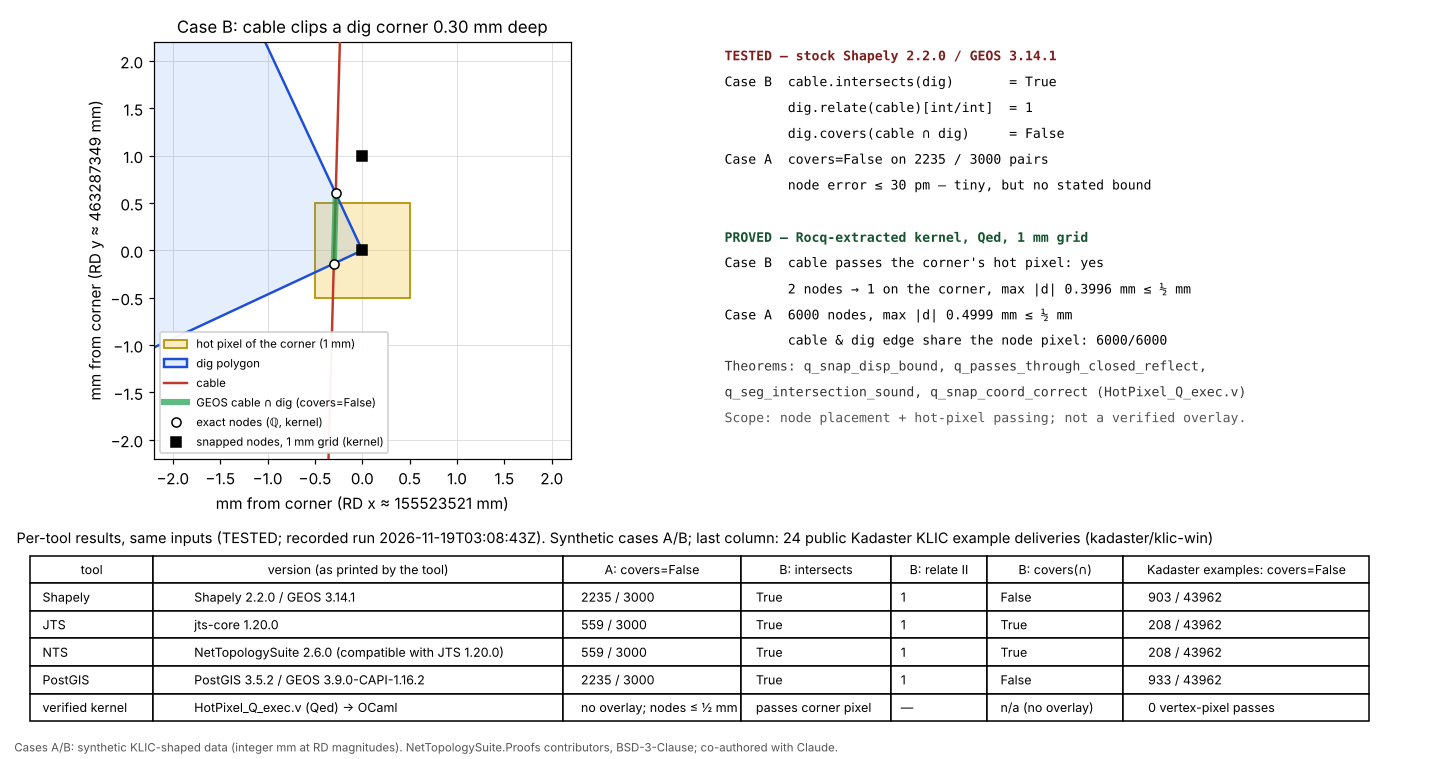 Case B: cable clips a dig corner 0.30 mm deep
2.0
1.5
1.0
0.5
0.0
−0.5
−1.0
−1.5
−2.0
mm from corner (RD y ≈ 463287349 mm)
hot pixel of the corner (1 mm)
dig polygon
cable
GEOS cable ∩ dig (covers=False)
exact nodes (ℚ, kernel)
snapped nodes, 1 mm grid (kernel)
−2.0 −1.5 −1.0 −0.5 0.0 0.5 1.0 1.5 2.0
mm from corner (RD x ≈ 155523521 mm)
TESTED — stock Shapely 2.2.0 / GEOS 3.14.1
Case B cable.intersects(dig) = True
dig.relate(cable)[int/int] = 1
dig.covers(cable ∩ dig) = False
Case A covers=False on 2235 / 3000 pairs
node error ≤ 30 pm — tiny, but no stated bound
PROVED — Rocq-extracted kernel, Qed, 1 mm grid
Case B cable passes the corner's hot pixel: yes
2 nodes → 1 on the corner, max |d| 0.3996 mm ≤ ½ mm
Case A 6000 nodes, max |d| 0.4999 mm ≤ ½ mm
cable & dig edge share the node pixel: 6000/6000
Theorems: q_snap_disp_bound, q_passes_through_closed_reflect,
q_seg_intersection_sound, q_snap_coord_correct (HotPixel_Q_exec.v)
Scope: node placement + hot-pixel passing; not a verified overlay.
Per-tool results, same inputs (TESTED; recorded run 2026-11-19T03:08:43Z). Synthetic cases A/B; last column: 24 public Kadaster KLIC example deliveries (kadaster/klic-win)
tool version (as printed by the tool) A: covers=False B: intersects B: relate II B: covers(∩) Kadaster examples: covers=False
Shapely Shapely 2.2.0 / GEOS 3.14.1 2235 / 3000 True 1 False 903 / 43962
JTS jts-core 1.20.0 559 / 3000 True 1 True 208 / 43962
NTS NetTopologySuite 2.6.0 (compatible with JTS 1.20.0) 559 / 3000 True 1 True 208 / 43962
PostGIS PostGIS 3.5.2 / GEOS 3.9.0-CAPI-1.16.2 2235 / 3000 True 1 False 933 / 43962
verified kernel HotPixel_Q_exec.v (Qed) → OCaml no overlay; nodes ≤ ½ mm passes corner pixel — n/a (no overlay) 0 vertex-pixel passes
Cases A/B: synthetic KLIC-shaped data (integer mm at RD magnitudes). NetTopologySuite.Proofs contributors, BSD-3-Clause; co-authored with Claude.